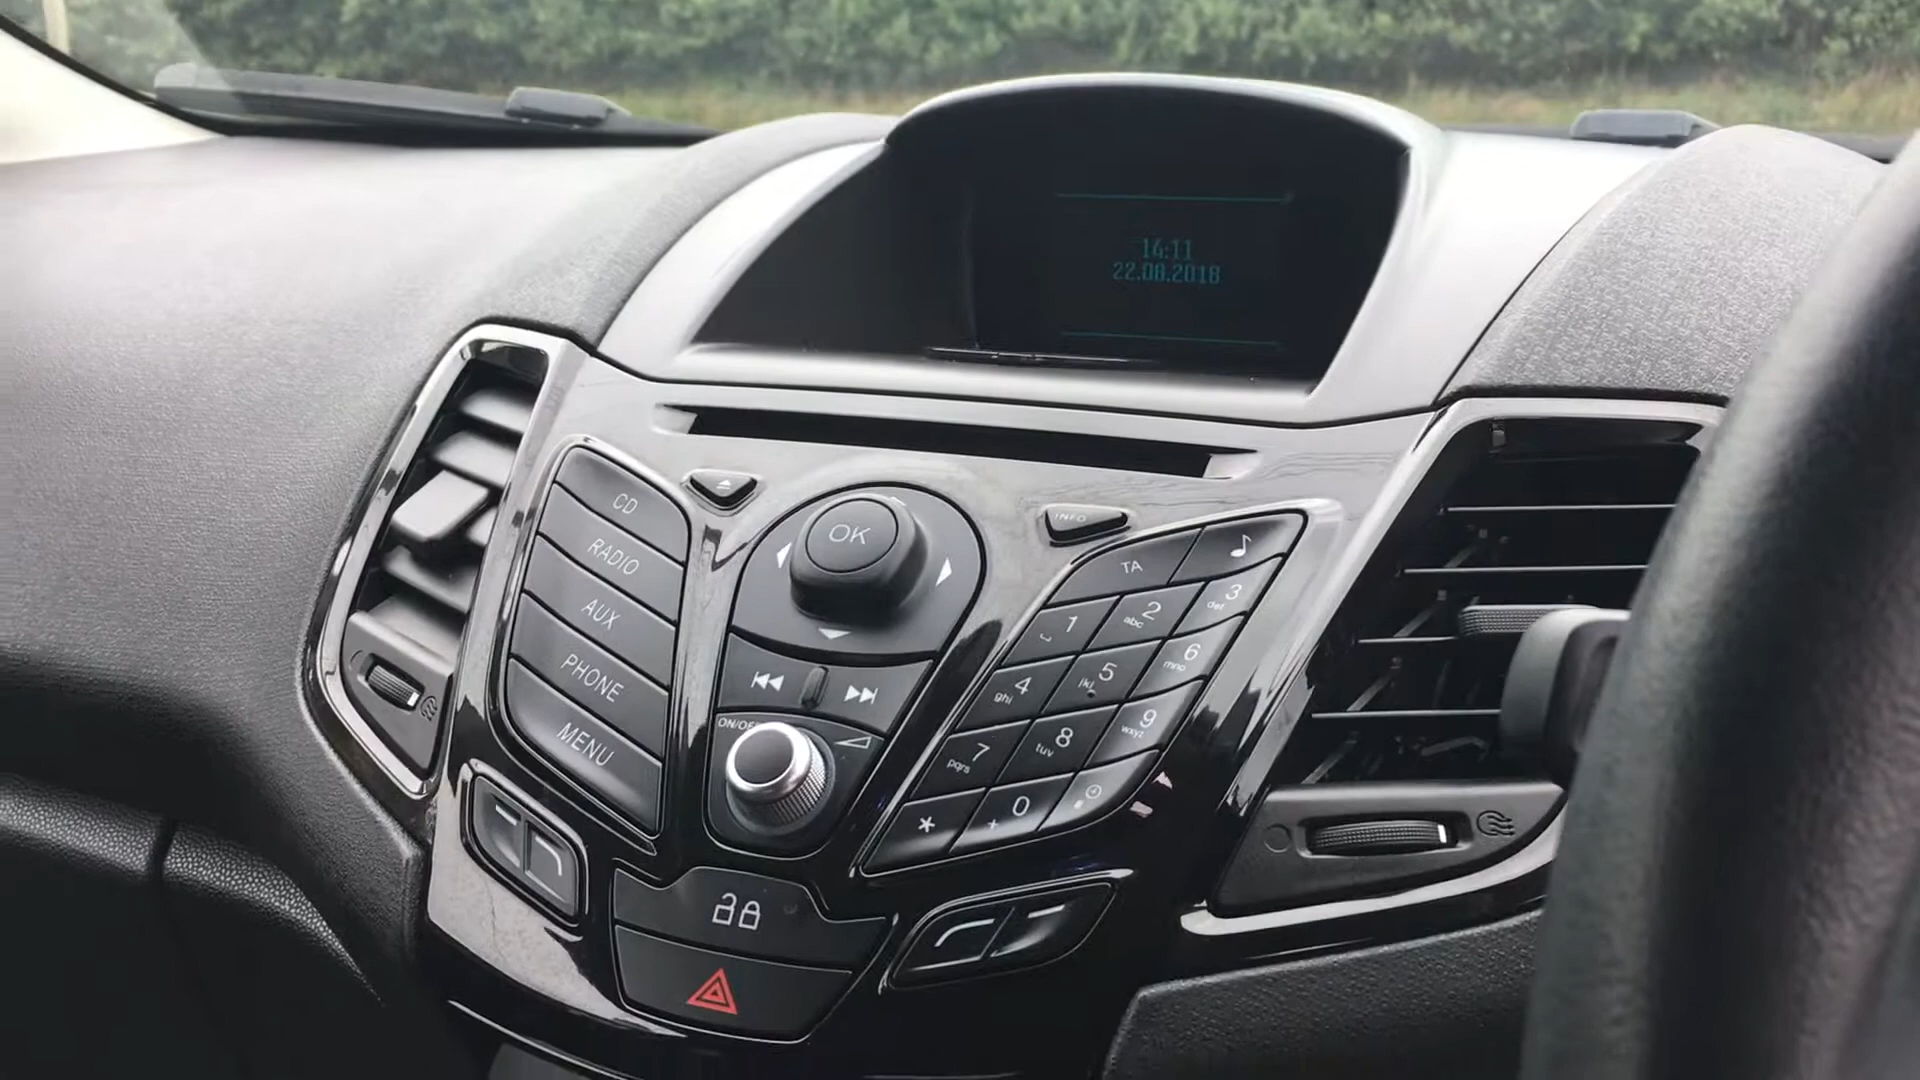 14:11
22.08.2018
CD
RADIO
AUX
PHONE
MENU
OK
ON/OFF
INFO
TA
1
2 abc
3 def
4 ghi
5 jkl
6 mno
7 pqrs
8 tuv
9 wxyz
*
0 +